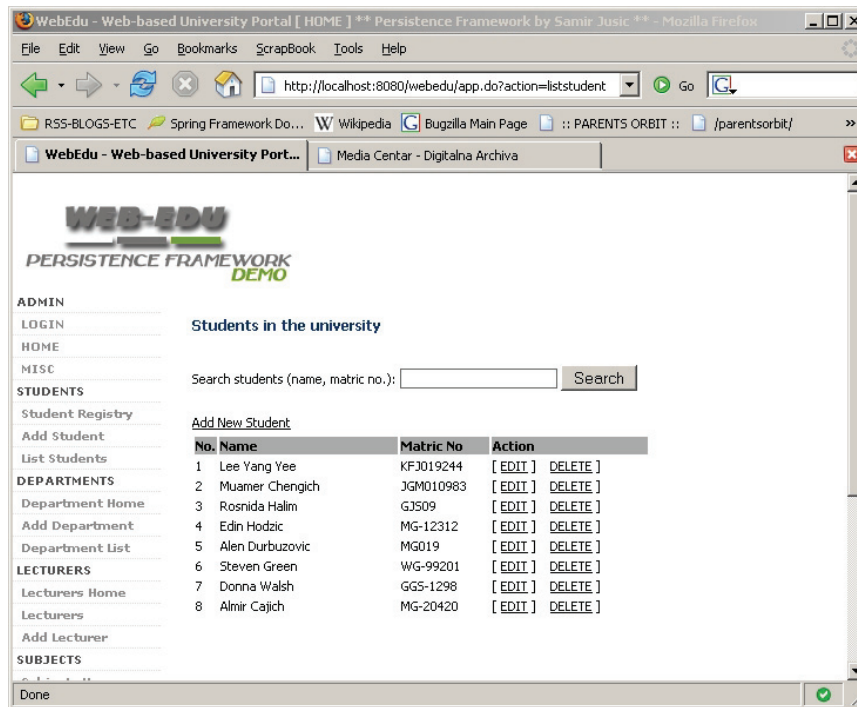 WebEdu - Web-based University Portal [ HOME ] ** Persistence Framework by Samir Jusic ** - Mozilla Firefox
File Edit View Go Bookmarks ScrapBook Tools Help
http://localhost:8080/webedu/app.do?action=liststudent Go G
RSS-BLOGS-ETC Spring Framework Do... W Wikipedia G Bugzilla Main Page :: PARENTS ORBIT :: /parentsorbit/ »
WebEdu - Web-based University Port... Media Centar - Digitalna Archiva
WEB-EDU
PERSISTENCE FRAMEWORK
DEMO
ADMIN
LOGIN
HOME
MISC
STUDENTS
Student Registry
Add Student
List Students
DEPARTMENTS
Department Home
Add Department
Department List
LECTURERS
Lecturers Home
Lecturers
Add Lecturer
SUBJECTS
Students in the university
Search students (name, matric no.): Search
Add New Student
No. Name Matric No Action
1 Lee Yang Yee KFJ019244 [ EDIT ] DELETE ]
2 Muamer Chengich JGM010983 [ EDIT ] DELETE ]
3 Rosnida Halim GJS09 [ EDIT ] DELETE ]
4 Edin Hodzic MG-12312 [ EDIT ] DELETE ]
5 Alen Durbuzovic MG019 [ EDIT ] DELETE ]
6 Steven Green WG-99201 [ EDIT ] DELETE ]
7 Donna Walsh GGS-1298 [ EDIT ] DELETE ]
8 Almir Cajich MG-20420 [ EDIT ] DELETE ]
Done